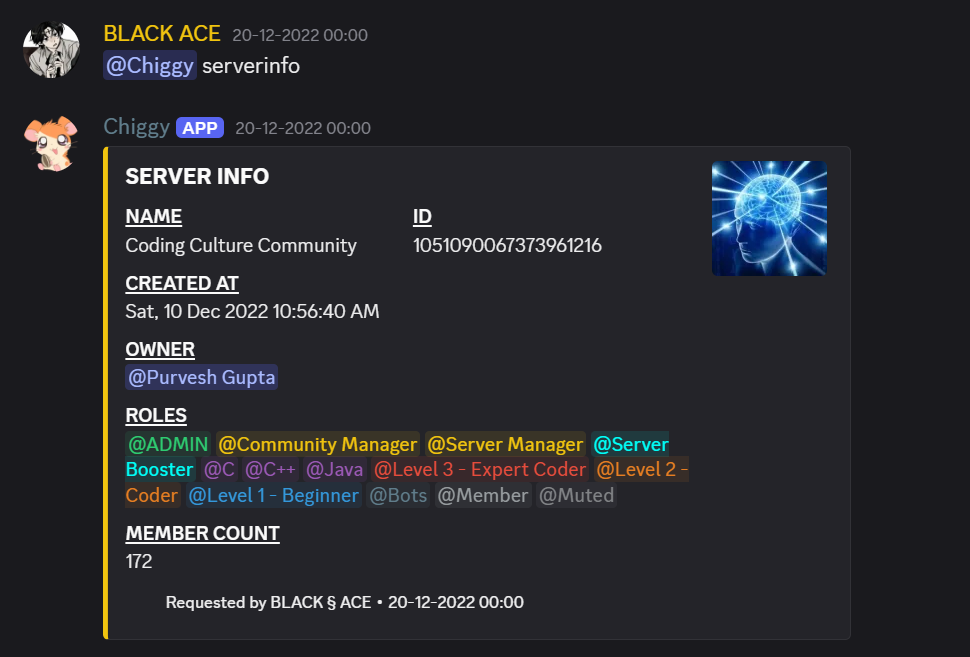 BLACK ACE 20-12-2022 00:00
@Chiggy serverinfo
Chiggy APP 20-12-2022 00:00
SERVER INFO
NAME ID
Coding Culture Community 1051090067373961216
CREATED AT
Sat, 10 Dec 2022 10:56:40 AM
OWNER
@Purvesh Gupta
ROLES
@ADMIN @Community Manager @Server Manager @Server
Booster @C @C++ @Java @Level 3 - Expert Coder @Level 2 -
Coder @Level 1 - Beginner @Bots @Member @Muted
MEMBER COUNT
172
Requested by BLACK § ACE • 20-12-2022 00:00